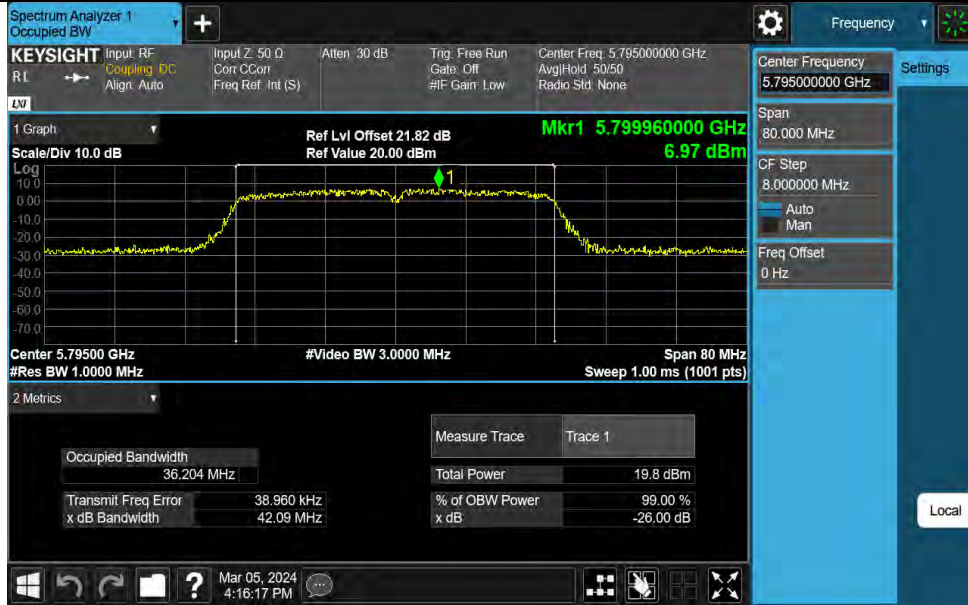 Spectrum Analyzer 1
Occupied BW
+
Frequency
KEYSIGHT
RL
LXI
Input: RF
Coupling: DC
Align: Auto
Input Z: 50 Ω
Corr CCorr
Freq Ref: Int (S)
Atten: 30 dB
Trig: Free Run
Gate: Off
#IF Gain: Low
Center Freq: 5.795000000 GHz
Avg|Hold: 50/50
Radio Std: None
Center Frequency
5.795000000 GHz
Settings
Span
80.000 MHz
CF Step
8.000000 MHz
Auto
Man
Freq Offset
0 Hz
Local
1 Graph
Scale/Div 10.0 dB
Ref Lvl Offset 21.82 dB
Ref Value 20.00 dBm
Mkr1 5.799960000 GHz
6.97 dBm
Log
1
10.0
0.00
-10.0
-20.0
-30.0
-40.0
-50.0
-60.0
-70.0
Center 5.79500 GHz
#Res BW 1.0000 MHz
#Video BW 3.0000 MHz
Span 80 MHz
Sweep 1.00 ms (1001 pts)
2 Metrics
Measure Trace Trace 1
Occupied Bandwidth
36.204 MHz
Total Power 19.8 dBm
Transmit Freq Error 38.960 kHz
% of OBW Power 99.00 %
x dB Bandwidth 42.09 MHz
x dB -26.00 dB
?
Mar 05, 2024
4:16:17 PM